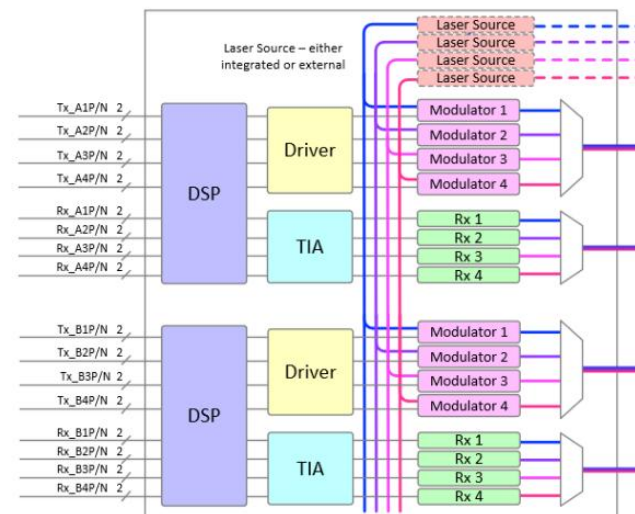 Laser Source – either
integrated or external
Laser Source
Laser Source
Laser Source
Laser Source
Tx_A1P/N 2
Tx_A2P/N 2
Tx_A3P/N 2
Tx_A4P/N 2
Rx_A1P/N 2
Rx_A2P/N 2
Rx_A3P/N 2
Rx_A4P/N 2
DSP
Driver
TIA
Modulator 1
Modulator 2
Modulator 3
Modulator 4
Rx 1
Rx 2
Rx 3
Rx 4
Tx_B1P/N 2
Tx_B2P/N 2
Tx_B3P/N 2
Tx_B4P/N 2
Rx_B1P/N 2
Rx_B2P/N 2
Rx_B3P/N 2
Rx_B4P/N 2
DSP
Driver
TIA
Modulator 1
Modulator 2
Modulator 3
Modulator 4
Rx 1
Rx 2
Rx 3
Rx 4